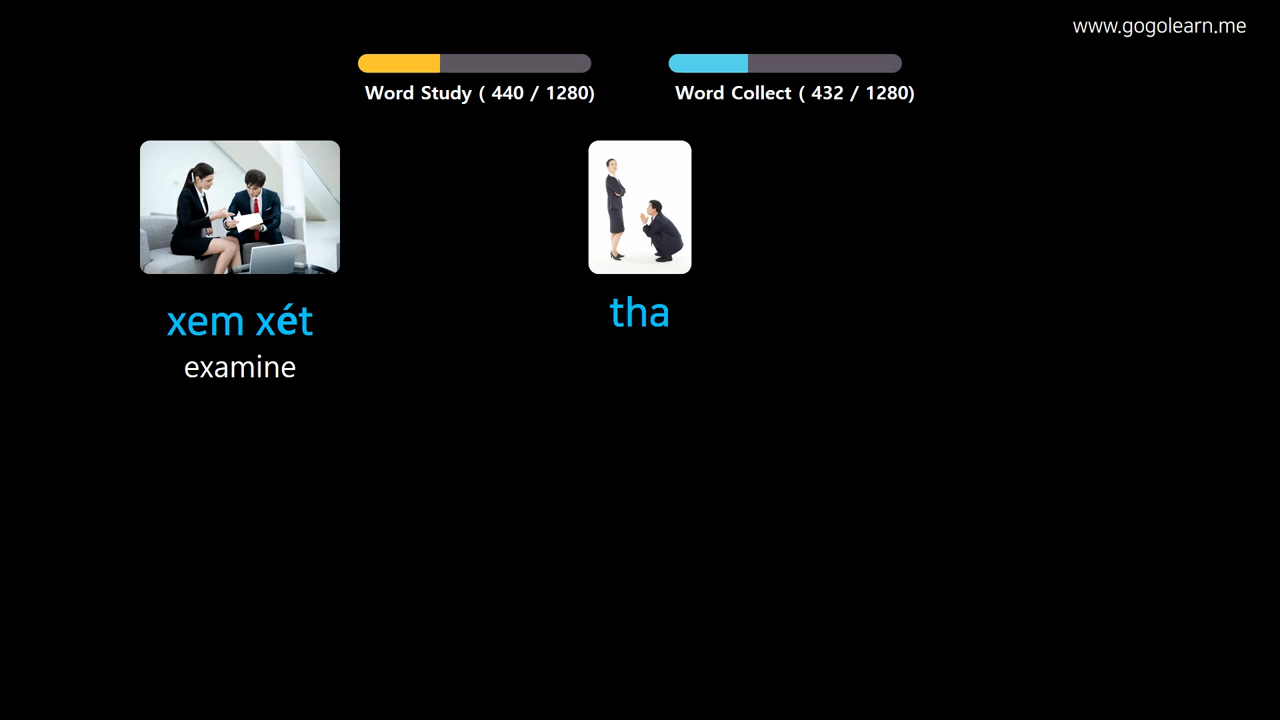 www.gogolearn.me
Word Study ( 440 / 1280)
Word Collect ( 432 / 1280)
xem xét
examine
tha